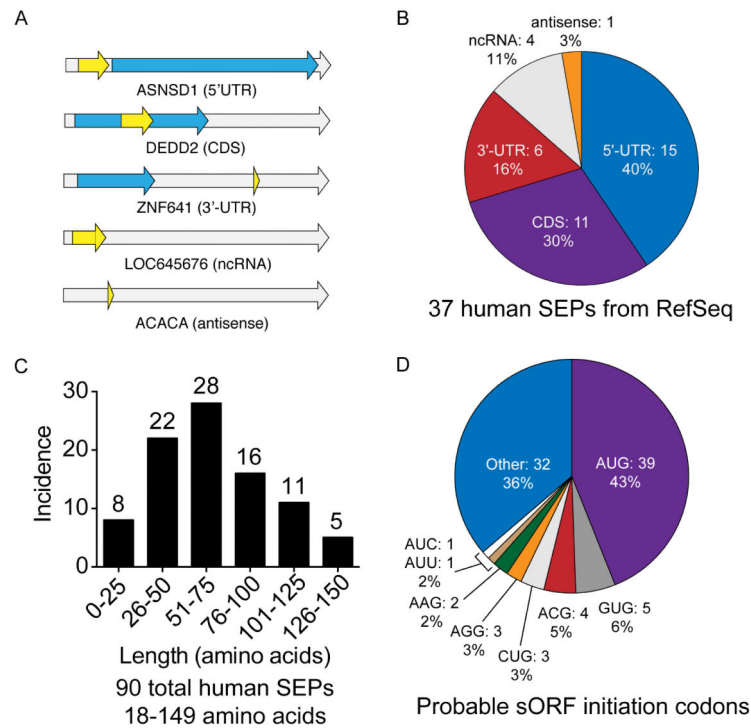 A
ASNSD1 (5'UTR)
DEDD2 (CDS)
ZNF641 (3'-UTR)
LOC645676 (ncRNA)
ACACA (antisense)
B
antisense: 1
3%
ncRNA: 4
11%
3'-UTR: 6
16%
5'-UTR: 15
40%
CDS: 11
30%
37 human SEPs from RefSeq
C
Incidence
30
20
10
0
8
22
28
16
11
5
0-25
26-50
51-75
76-100
101-125
126-150
Length (amino acids)
90 total human SEPs
18-149 amino acids
D
Other: 32
36%
AUG: 39
43%
AUC: 1
AUU: 1
2%
AAG: 2
2%
AGG: 3
3%
CUG: 3
3%
ACG: 4
5%
GUG: 5
6%
Probable sORF initiation codons